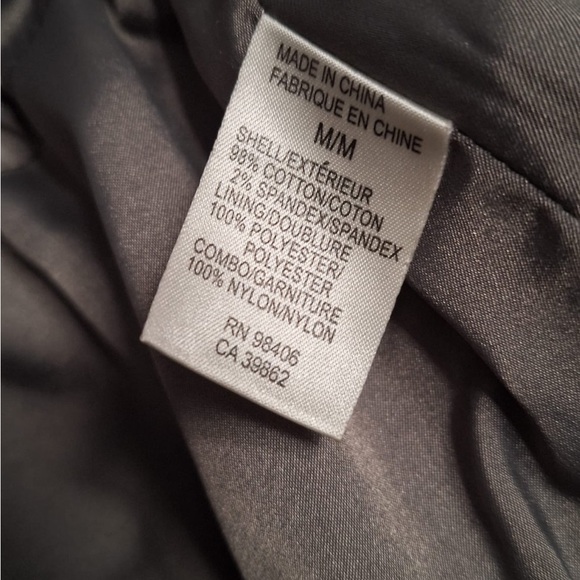 MADE IN CHINA
FABRIQUE EN CHINE
M/M
SHELL/EXTÉRIEUR
98% COTTON/COTON
2% SPANDEX/SPANDEX
LINING/DOUBLURE
100% POLYESTER/
POLYESTER
COMBO/GARNITURE
100% NYLON/NYLON
RN 98406
CA 39862